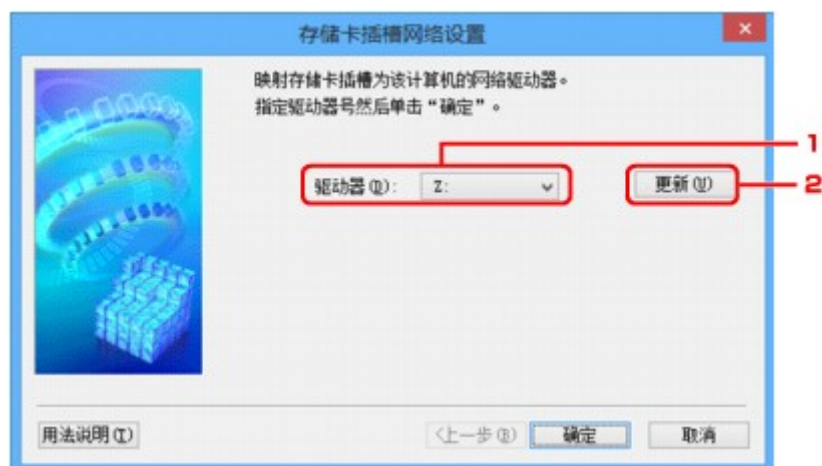 存储卡插槽网络设置
映射存储卡插槽为该计算机的网络驱动器。
指定驱动器号然后单击“确定”。
1
驱动器(D): Z: 更新(U)
2
用法说明(I) <上一步(B) 确定 取消